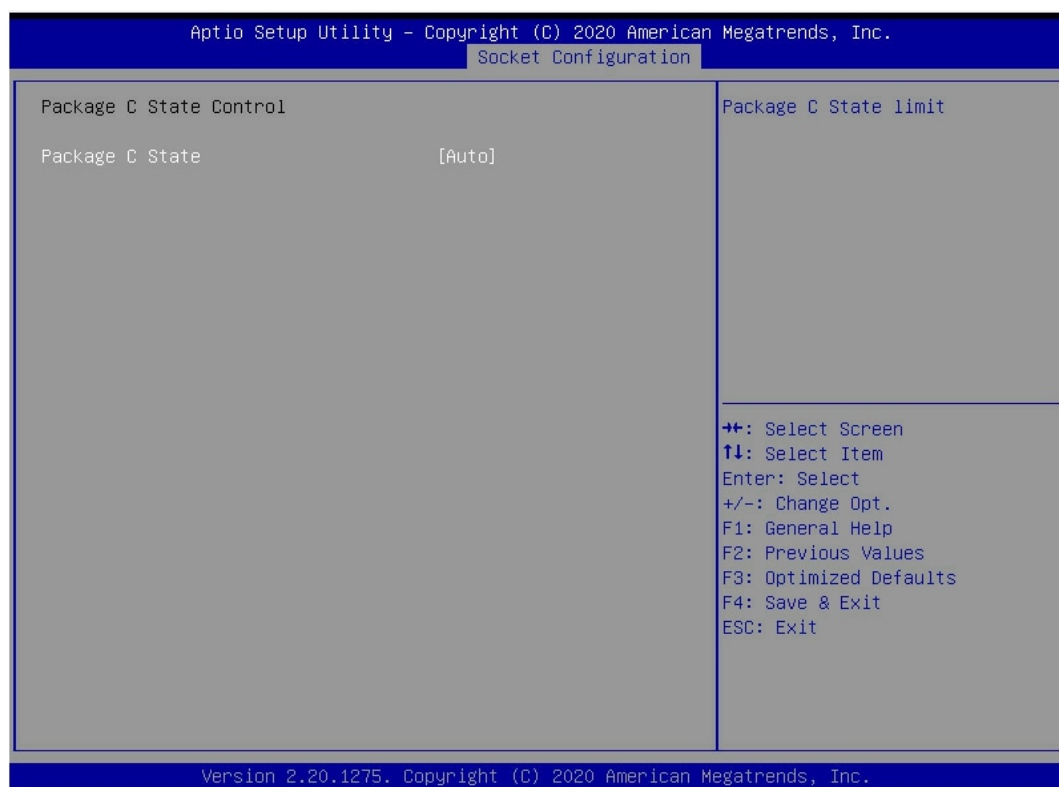 Aptio Setup Utility – Copyright (C) 2020 American Megatrends, Inc.
Socket Configuration
Package C State Control
Package C State [Auto]
Package C State limit
→←: Select Screen
↑↓: Select Item
Enter: Select
+/-: Change Opt.
F1: General Help
F2: Previous Values
F3: Optimized Defaults
F4: Save & Exit
ESC: Exit
Version 2.20.1275. Copyright (C) 2020 American Megatrends, Inc.